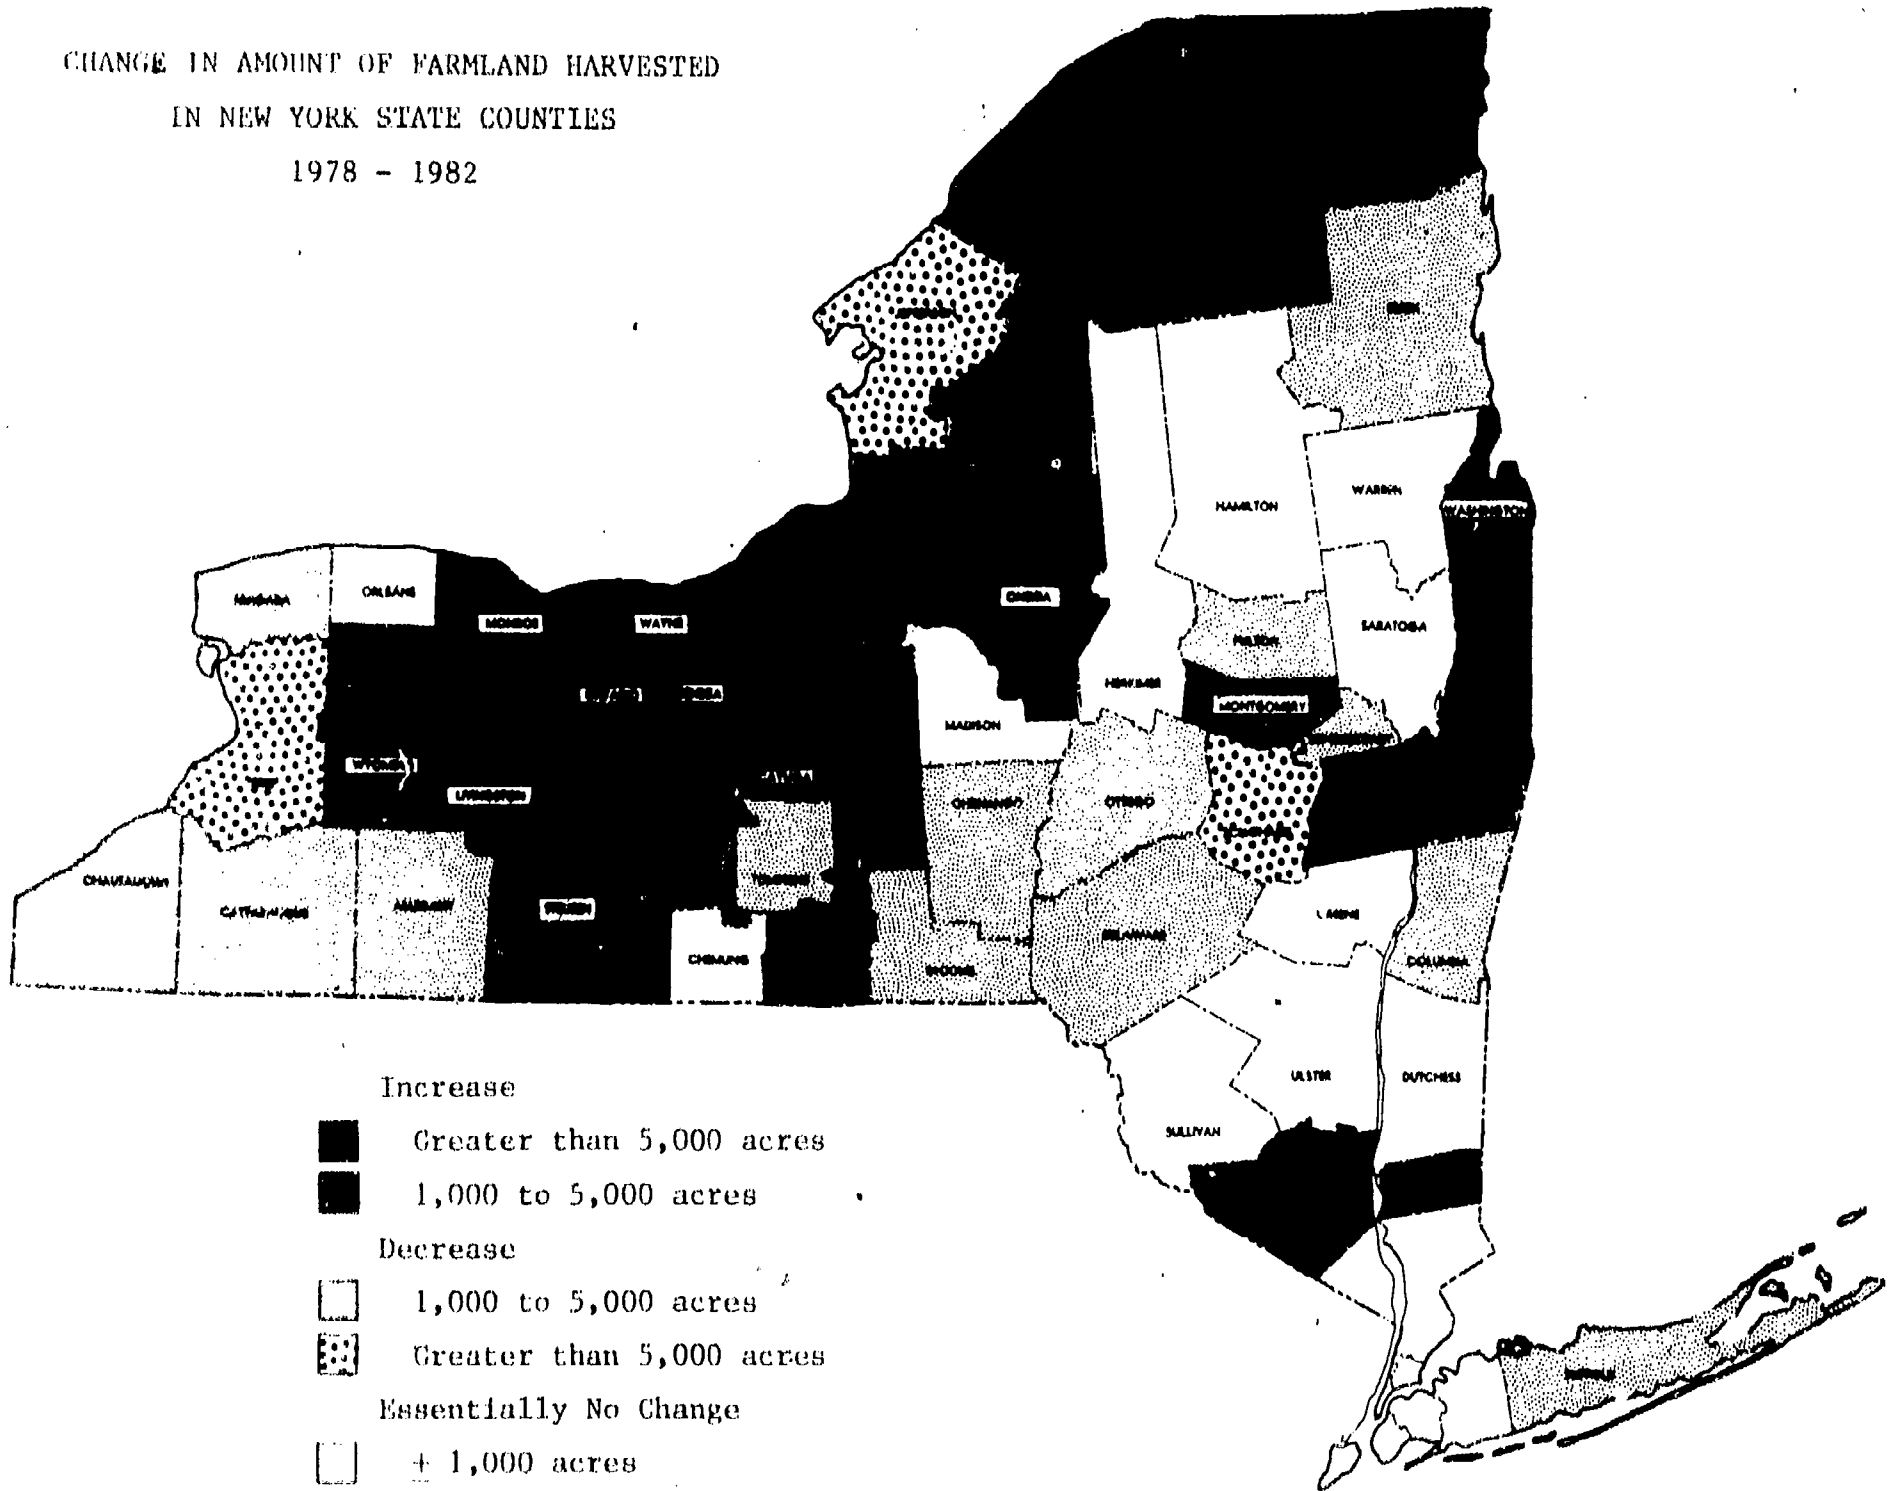 CHANGE IN AMOUNT OF FARMLAND HARVESTED
IN NEW YORK STATE COUNTIES
1978 - 1982
HAMILTON
WARREN
WASHINGTON
ORLEANS
NIAGARA
ONEIDA
MONROE
WAYNE
FULTON
SARATOGA
HERKIMER
MONTGOMERY
MADISON
LIVINGSTON
CHENANGO
OTSEGO
CHAUTAUQUA
CATTARAUGUS
ALLEGANY
GREENE
DELAWARE
CHEMUNG
BROOME
COLUMBIA
ULSTER
DUTCHESS
SULLIVAN
Increase
Greater than 5,000 acres
1,000 to 5,000 acres
Decrease
1,000 to 5,000 acres
Greater than 5,000 acres
Essentially No Change
± 1,000 acres